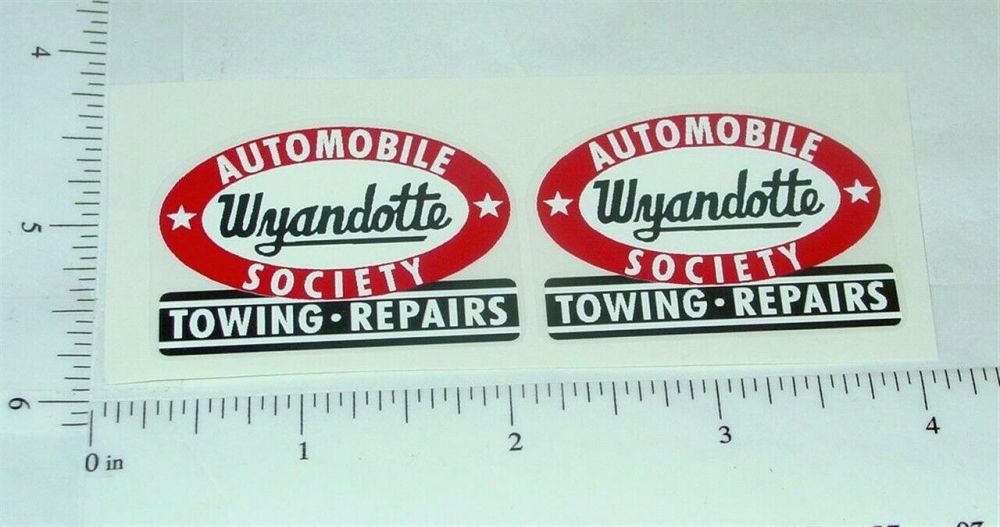 AUTOMOBILE
Wyandotte
SOCIETY
TOWING · REPAIRS
AUTOMOBILE
Wyandotte
SOCIETY
TOWING · REPAIRS
4
5
6
0 in
1
2
3
4